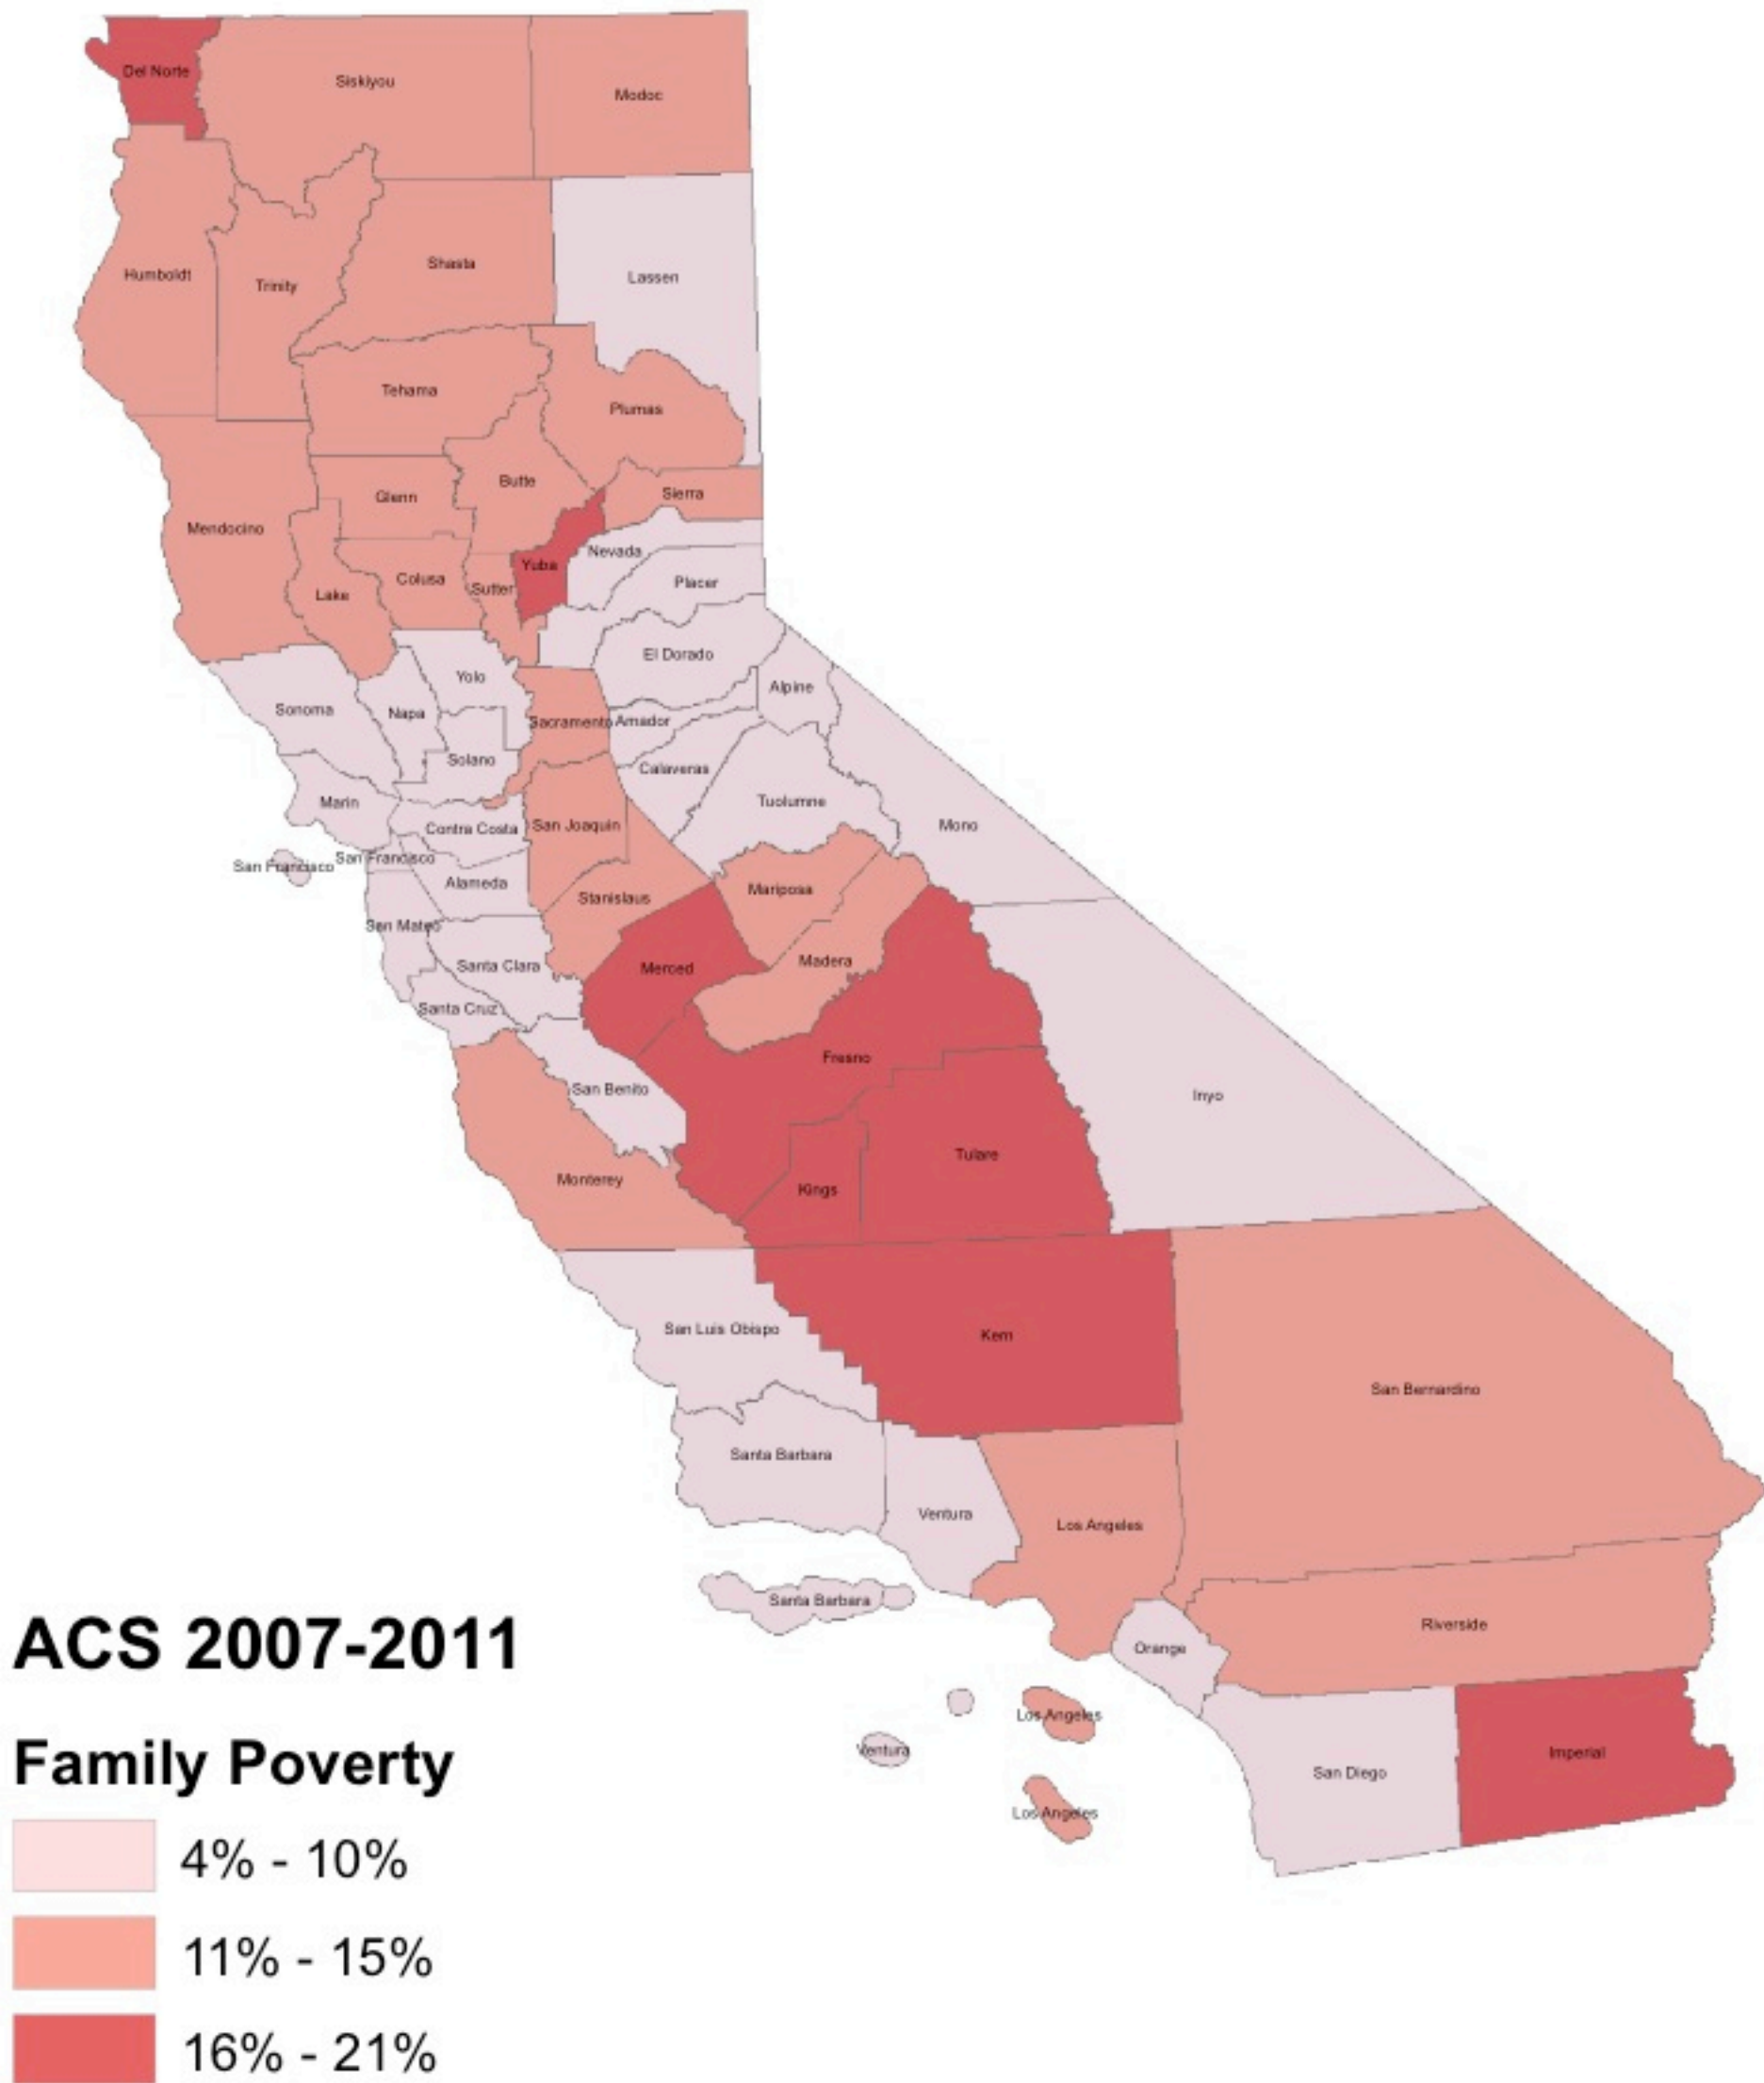 Del Norte
Siskiyou
Modoc
Humboldt
Trinity
Shasta
Lassen
Tehama
Plumas
Mendocino
Glenn
Butte
Sierra
Lake
Colusa
Sutter
Yuba
Nevada
Placer
Sonoma
Napa
Yolo
El Dorado
Alpine
Sacramento
Amador
Solano
Calaveras
Marin
Contra Costa
San Joaquin
Tuolumne
Mono
San Francisco
San Francisco
Alameda
Stanislaus
Mariposa
San Mateo
Santa Clara
Merced
Madera
Santa Cruz
Fresno
San Benito
Inyo
Monterey
Kings
Tulare
San Luis Obispo
Kern
San Bernardino
Santa Barbara
Ventura
Los Angeles
Santa Barbara
Orange
Riverside
Los Angeles
Ventura
San Diego
Imperial
Los Angeles
ACS 2007-2011
Family Poverty
4% - 10%
11% - 15%
16% - 21%